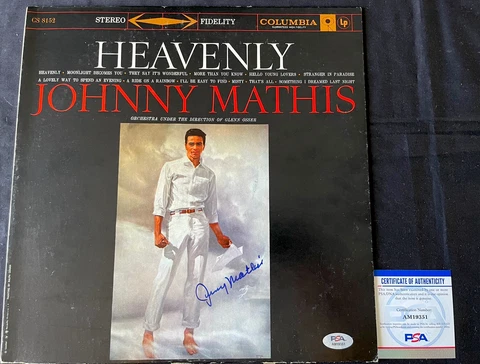 CS 8152
STEREO FIDELITY
COLUMBIA LP
HEAVENLY
HEAVENLY · MOONLIGHT BECOMES YOU · THEY SAY IT'S WONDERFUL · MORE THAN YOU KNOW · HELLO YOUNG LOVERS · STRANGER IN PARADISE
A LOVELY WAY TO SPEND AN EVENING · A RIDE ON A RAINBOW · I'LL BE EASY TO FIND · MISTY · THAT'S ALL · SOMETHING I DREAMED LAST NIGHT
JOHNNY MATHIS
ORCHESTRA UNDER THE DIRECTION OF GLENN OSSER
Johnny Mathis
PSA
CERTIFICATE OF AUTHENTICITY
Certification Number
AM19351
PSA